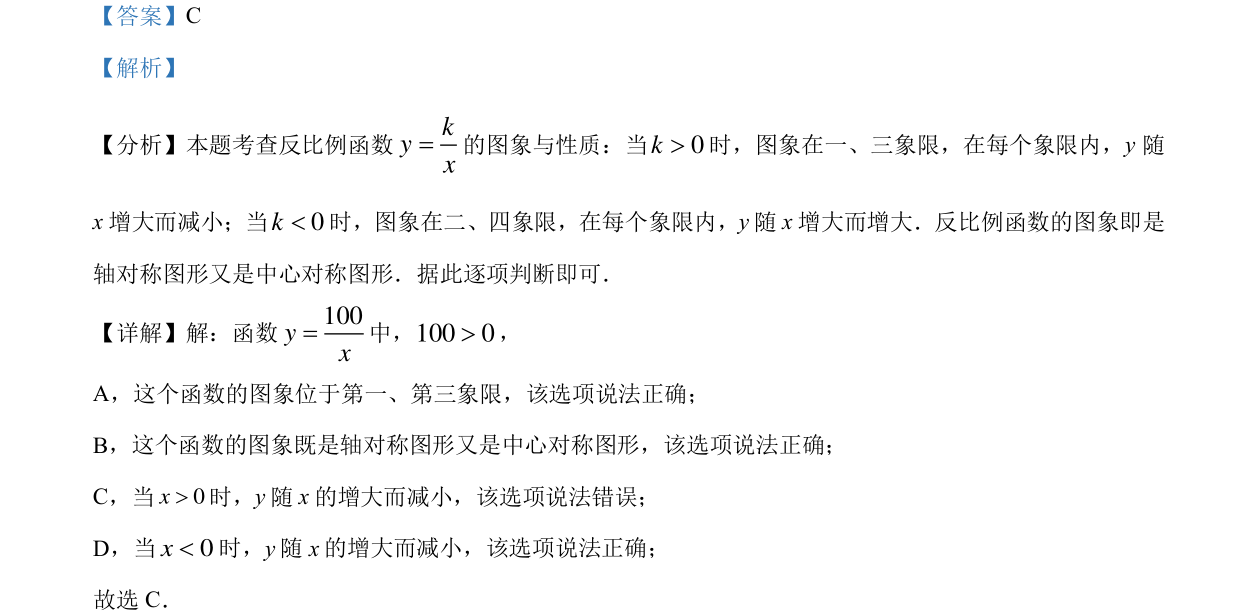 【答案】C
【解析】
【分析】本题考查反比例函数 y = k/x 的图象与性质：当 k > 0 时，图象在一、三象限，在每个象限内，y 随
x 增大而减小；当 k < 0 时，图象在二、四象限，在每个象限内，y 随 x 增大而增大．反比例函数的图象即是
轴对称图形又是中心对称图形．据此逐项判断即可．
【详解】解：函数 y = 100/x 中，100 > 0，
A，这个函数的图象位于第一、第三象限，该选项说法正确；
B，这个函数的图象既是轴对称图形又是中心对称图形，该选项说法正确；
C，当 x > 0 时，y 随 x 的增大而减小，该选项说法错误；
D，当 x < 0 时，y 随 x 的增大而减小，该选项说法正确；
故选 C．